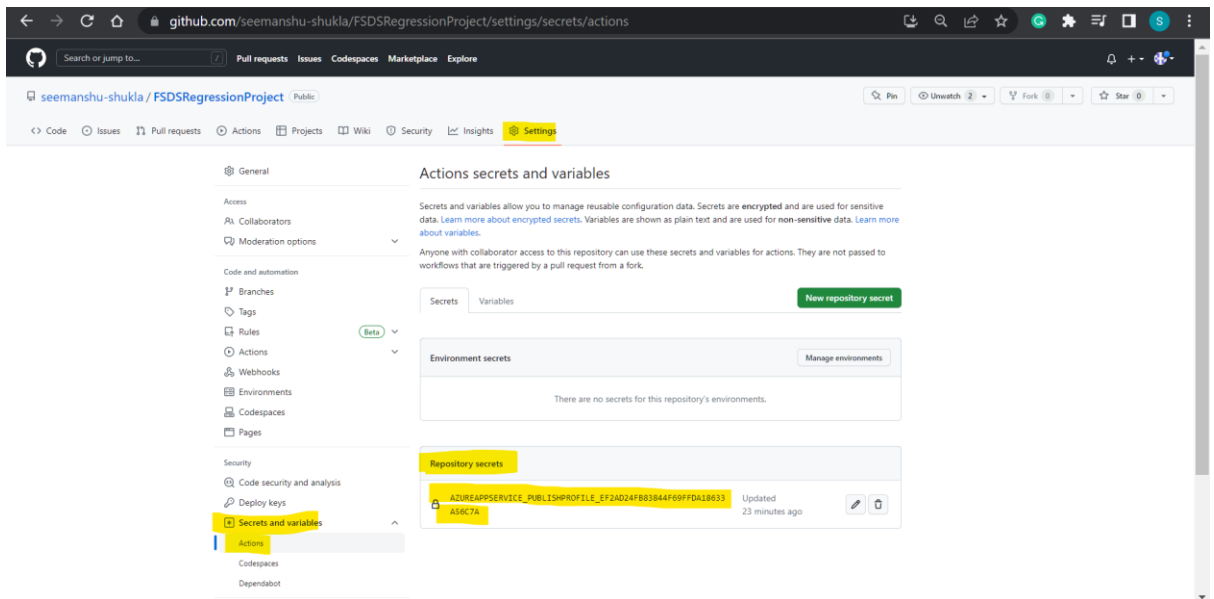 github.com/seemanshu-shukla/FSDSRegressionProject/settings/secrets/actions
S
Search or jump to...
/
Pull requests Issues Codespaces Marketplace Explore
seemanshu-shukla / FSDSRegressionProject Public
Pin
Unwatch 2
Fork 0
Star 0
<> Code Issues Pull requests Actions Projects Wiki Security Insights Settings
General
Access
Collaborators
Moderation options
Code and automation
Branches
Tags
Rules Beta
Actions
Webhooks
Environments
Codespaces
Pages
Security
Code security and analysis
Deploy keys
Secrets and variables
Actions
Codespaces
Dependabot
Actions secrets and variables
Secrets and variables allow you to manage reusable configuration data. Secrets are encrypted and are used for sensitive
data. Learn more about encrypted secrets. Variables are shown as plain text and are used for non-sensitive data. Learn more
about variables.
Anyone with collaborator access to this repository can use these secrets and variables for actions. They are not passed to
workflows that are triggered by a pull request from a fork.
Secrets Variables
New repository secret
Environment secrets
Manage environments
There are no secrets for this repository's environments.
Repository secrets
AZUREAPPSERVICE_PUBLISHPROFILE_EF2AD24FB83844F69FFDA18633
A56C7A
Updated
23 minutes ago